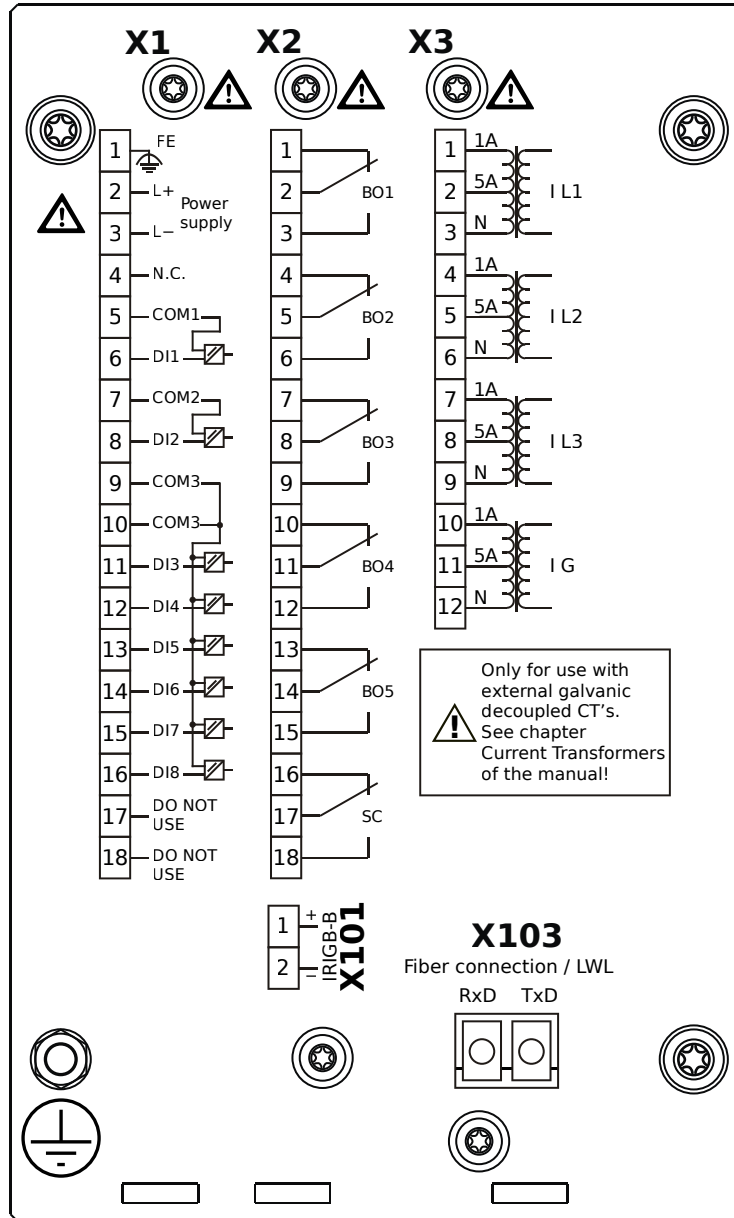 X1 X2 X3
1 FE
2 L+
Power
supply
3 L−
4 N.C.
5 COM1
6 DI1
7 COM2
8 DI2
9 COM3
10 COM3
11 DI3
12 DI4
13 DI5
14 DI6
15 DI7
16 DI8
17 DO NOT
USE
18 DO NOT
USE
1
2 BO1
3
4
5 BO2
6
7
8 BO3
9
10
11 BO4
12
13
14 BO5
15
16
17 SC
18
1 1A
2 5A I L1
3 N
4 1A
5 5A I L2
6 N
7 1A
8 5A I L3
9 N
10 1A
11 5A I G
12 N
!
!
!
!
!
Only for use with
external galvanic
decoupled CT's.
See chapter
Current Transformers
of the manual!
1 +
2 −
IRIGB-B
X101
X103
Fiber connection / LWL
RxD TxD